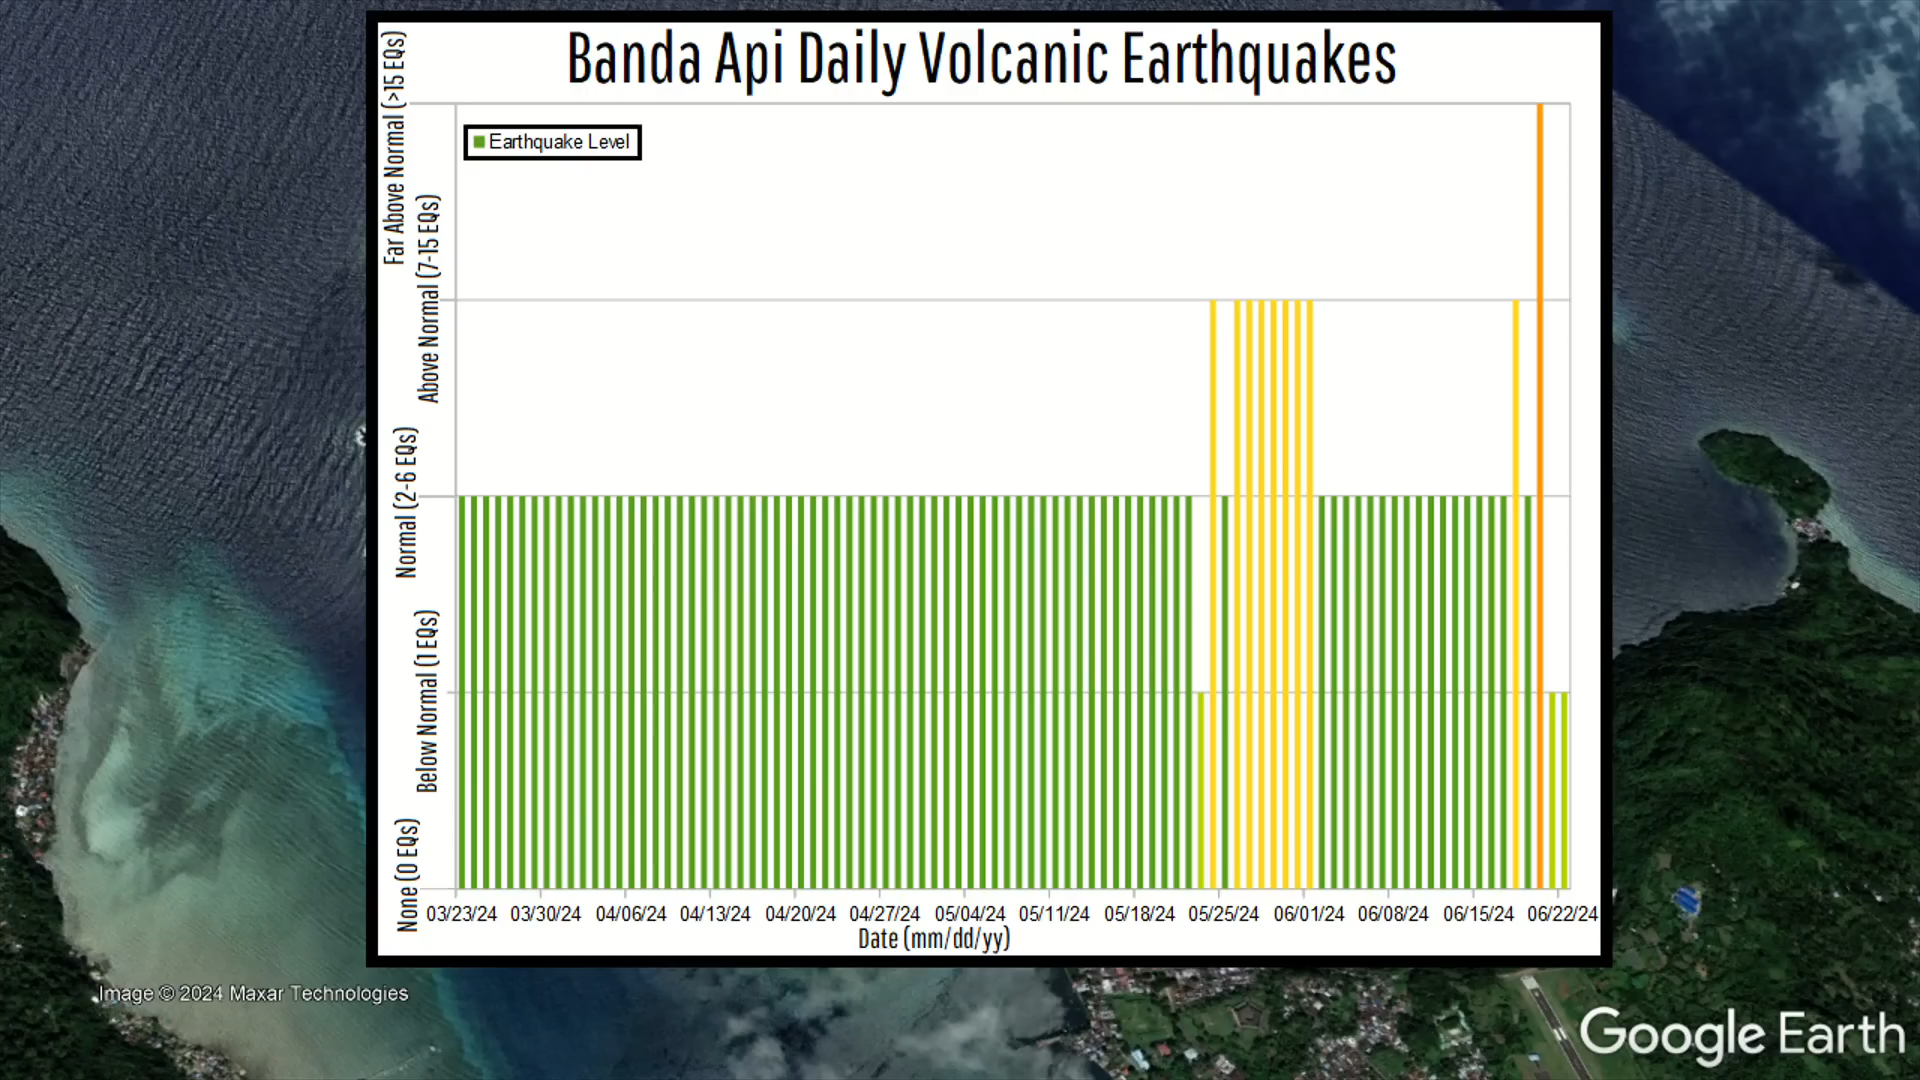 Banda Api Daily Volcanic Earthquakes
Earthquake Level
Far Above Normal (>15 EQs)
Above Normal (7-15 EQs)
Normal (2-6 EQs)
Below Normal (1 EQs)
None (0 EQs)
03/23/24 03/30/24 04/06/24 04/13/24 04/20/24 04/27/24 05/04/24 05/11/24 05/18/24 05/25/24 06/01/24 06/08/24 06/15/24 06/22/24
Date (mm/dd/yy)
Image © 2024 Maxar Technologies
Google Earth